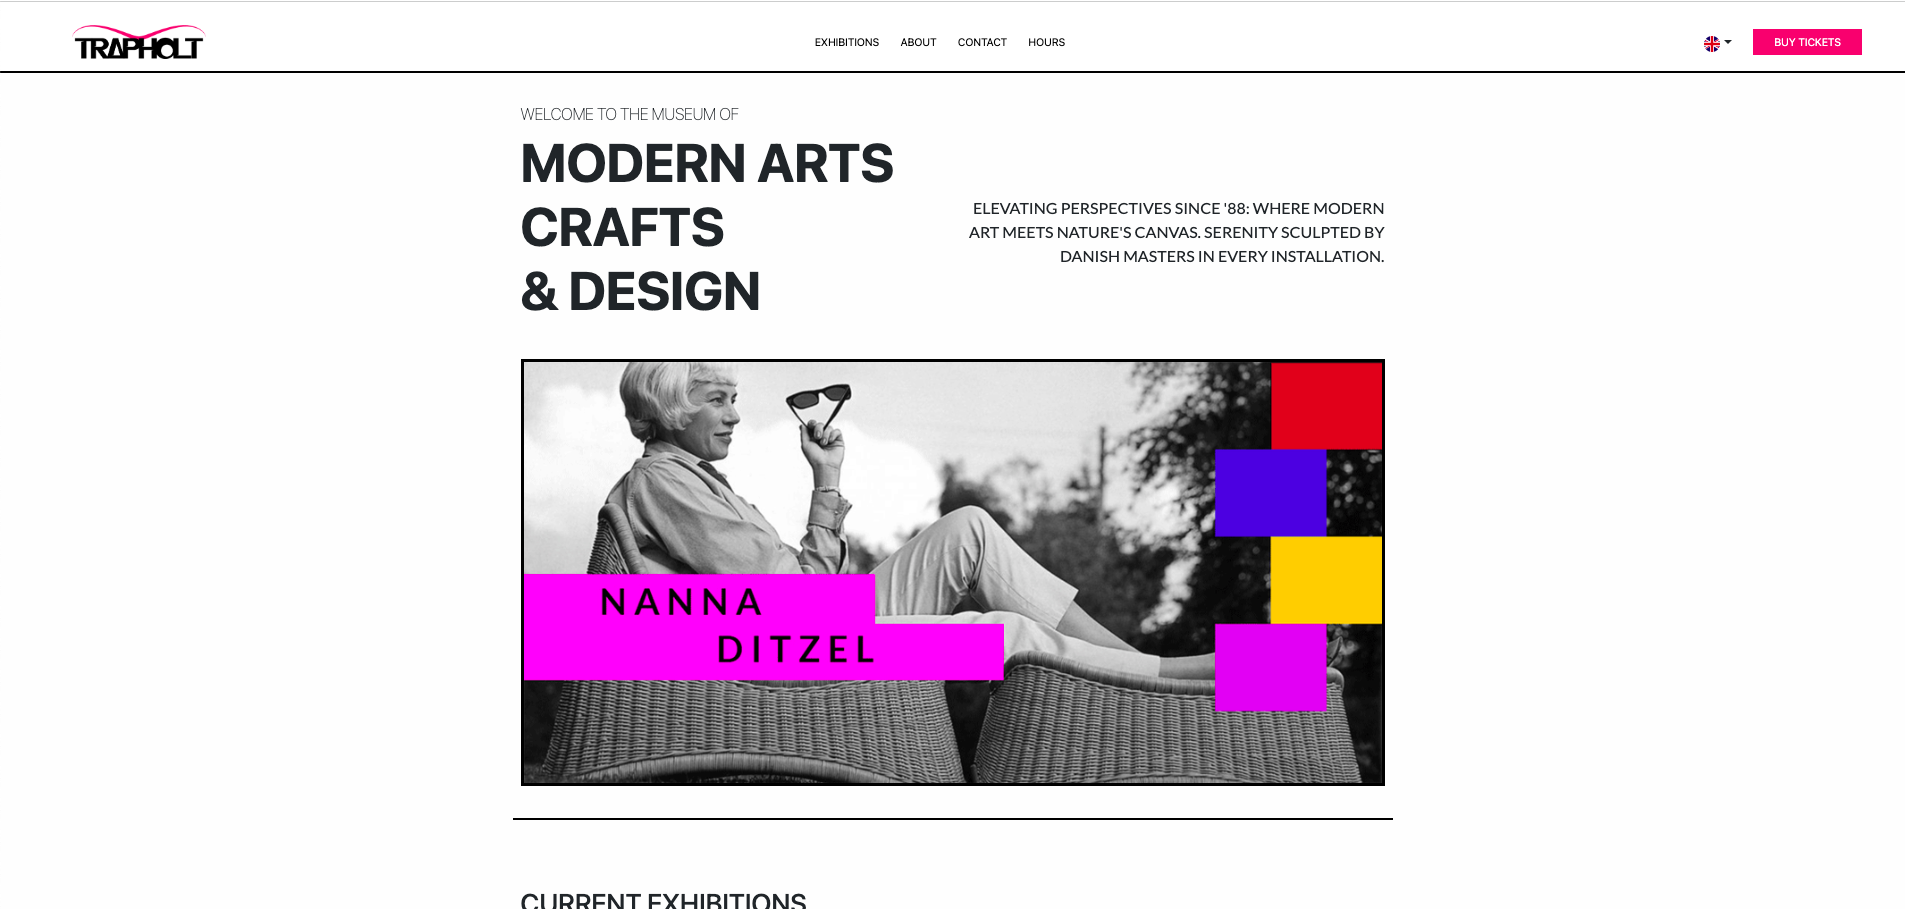 TRAPHOLT
EXHIBITIONS ABOUT CONTACT HOURS
BUY TICKETS
WELCOME TO THE MUSEUM OF
MODERN ARTS
CRAFTS
& DESIGN
ELEVATING PERSPECTIVES SINCE '88: WHERE MODERN
ART MEETS NATURE'S CANVAS. SERENITY SCULPTED BY
DANISH MASTERS IN EVERY INSTALLATION.
NANNA
DITZEL
CURRENT EXHIBITIONS